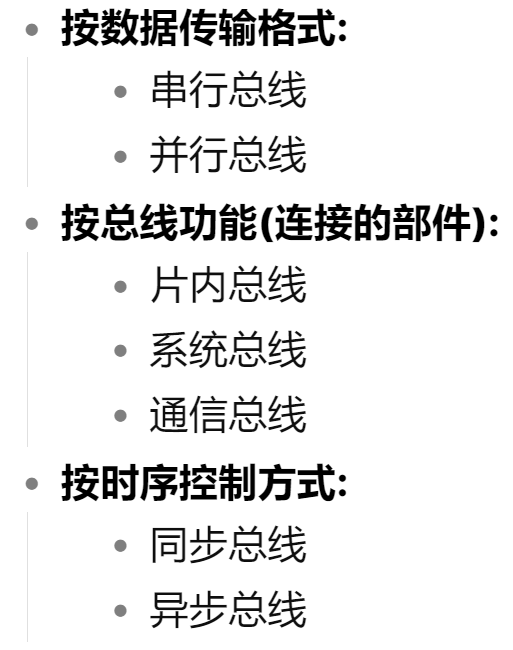 按数据传输格式:
串行总线
并行总线
按总线功能(连接的部件):
片内总线
系统总线
通信总线
按时序控制方式:
同步总线
异步总线